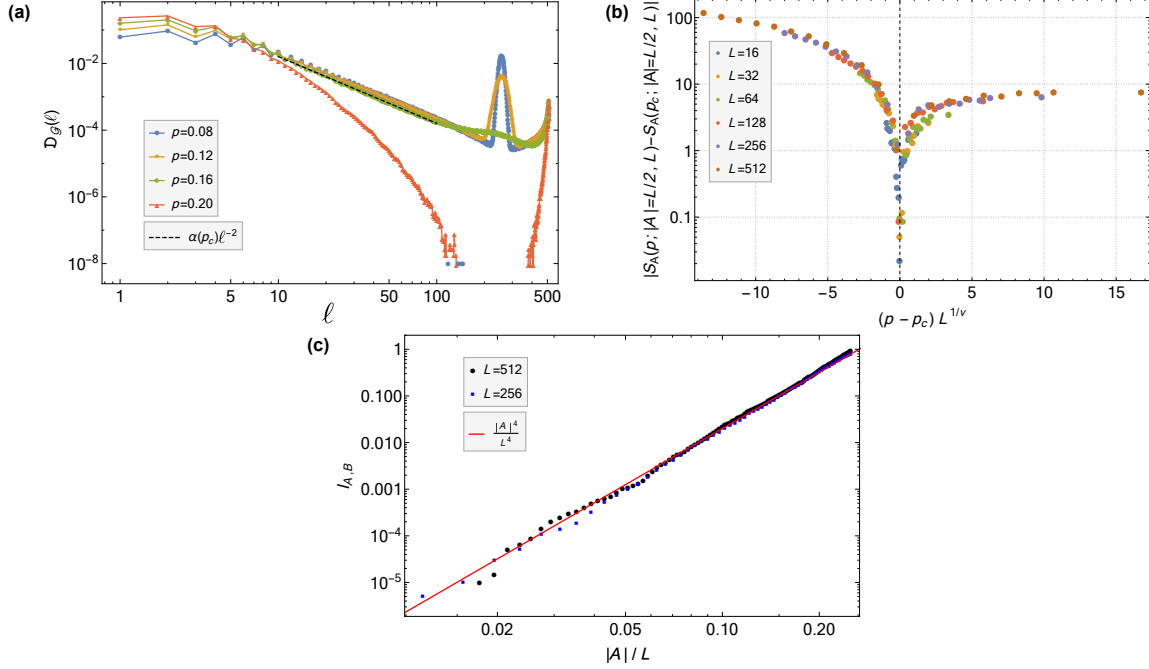 (a)
𝔻𝒢(ℓ)
10⁻²
10⁻⁴
10⁻⁶
10⁻⁸
1
5
10
50
100
500
ℓ
p=0.08
p=0.12
p=0.16
p=0.20
α(p_c)ℓ⁻²
(b)
|S_A(p; |A|=L/2, L)−S_A(p_c; |A|=L/2, L)|
100
10
1
0.1
−10
−5
0
5
10
15
(p − p_c) L^{1/ν}
L=16
L=32
L=64
L=128
L=256
L=512
(c)
I_{A,B}
1
0.100
0.010
0.001
10⁻⁴
10⁻⁵
0.02
0.05
0.10
0.20
|A| / L
L=512
L=256
|A|⁴
L⁴